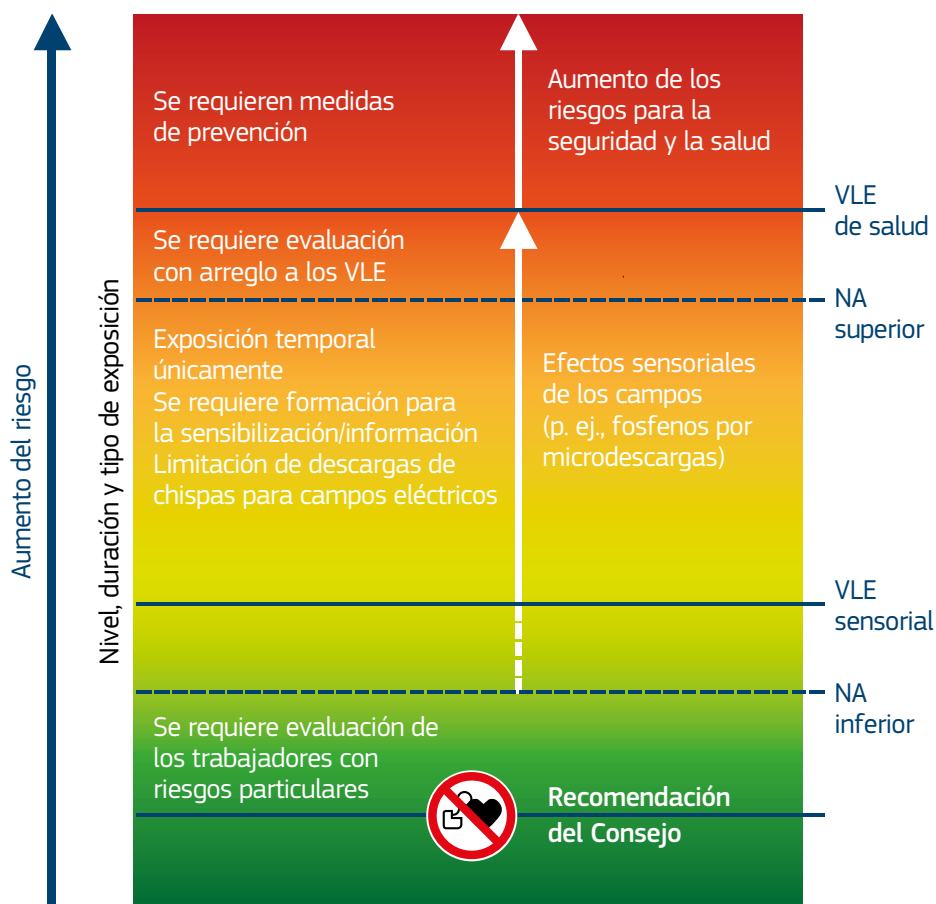 Aumento del riesgo
Nivel, duración y tipo de exposición
Se requieren medidas
de prevención
Aumento de los
riesgos para la
seguridad y la salud
VLE
de salud
Se requiere evaluación
con arreglo a los VLE
NA
superior
Exposición temporal
únicamente
Se requiere formación para
la sensibilización/información
Limitación de descargas de
chispas para campos eléctricos
Efectos sensoriales
de los campos
(p. ej., fosfenos por
microdescargas)
VLE
sensorial
NA
inferior
Se requiere evaluación de
los trabajadores con
riesgos particulares
Recomendación
del Consejo